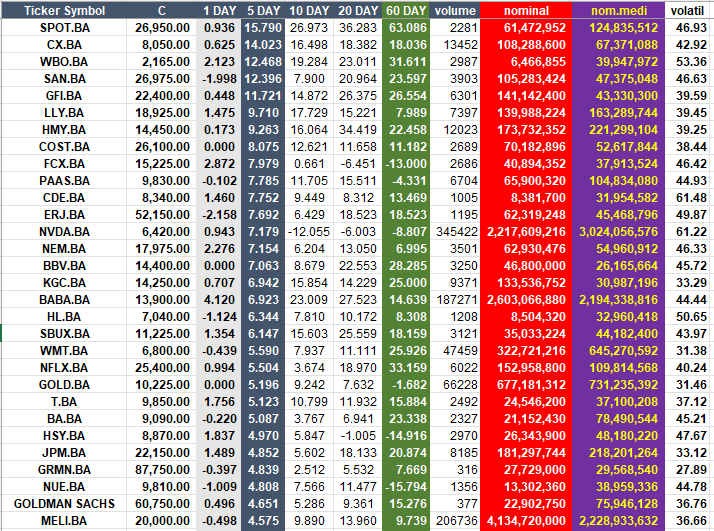 Ticker Symbol C 1 DAY 5 DAY 10 DAY 20 DAY 60 DAY volume nominal nom.medi volatil
SPOT.BA 26,950.00 0.936 15.790 26.973 36.283 63.086 2281 61,472,952 124,835,512 46.93
CX.BA 8,050.00 0.625 14.023 16.498 18.382 18.036 13452 108,288,600 67,371,088 42.92
WBO.BA 2,165.00 2.123 12.468 19.284 23.011 31.611 2987 6,466,855 39,947,972 53.36
SAN.BA 26,975.00 -1.998 12.396 7.900 20.964 23.597 3903 105,283,424 47,375,048 46.63
GFI.BA 22,400.00 0.448 11.721 14.872 26.375 26.554 6301 141,142,400 43,330,300 39.59
LLY.BA 18,925.00 1.475 9.710 17.729 15.221 7.989 7397 139,988,224 163,289,744 39.45
HMY.BA 14,450.00 0.173 9.263 16.064 34.419 22.458 12023 173,732,352 221,299,104 39.25
COST.BA 26,100.00 0.000 8.075 12.621 11.658 11.182 2689 70,182,896 52,617,844 38.44
FCX.BA 15,225.00 2.872 7.979 0.661 -6.451 -13.000 2686 40,894,352 37,913,524 46.42
PAAS.BA 9,830.00 -0.102 7.785 11.705 15.511 -4.331 6704 65,900,320 104,834,080 44.93
CDE.BA 8,340.00 1.460 7.752 9.449 8.312 13.469 1005 8,381,700 31,954,582 61.48
ERJ.BA 52,150.00 -2.158 7.692 6.429 18.523 18.523 1195 62,319,248 45,468,796 49.87
NVDA.BA 6,420.00 0.943 7.179 -12.055 -6.003 -8.807 345422 2,217,609,216 3,024,056,576 61.22
NEM.BA 17,975.00 2.276 7.154 6.204 13.050 6.995 3501 62,930,476 54,960,912 46.33
BBV.BA 14,400.00 0.000 7.063 8.679 22.553 28.285 3250 46,800,000 26,165,664 45.72
KGC.BA 14,250.00 0.707 6.942 15.854 14.229 25.000 9371 133,536,752 30,987,196 33.29
BABA.BA 13,900.00 4.120 6.923 23.009 27.523 14.639 187271 2,603,066,880 2,194,338,816 44.44
HL.BA 7,040.00 -1.124 6.344 7.810 10.172 8.308 1208 8,504,320 32,960,418 50.65
SBUX.BA 11,225.00 1.354 6.147 15.603 25.559 18.159 3121 35,033,224 44,182,400 43.97
WMT.BA 6,800.00 -0.439 5.590 7.937 11.111 25.926 47459 322,721,216 645,270,592 31.38
NFLX.BA 25,400.00 0.994 5.504 3.674 18.970 33.159 6022 152,958,800 109,814,568 40.24
GOLD.BA 10,225.00 0.000 5.196 9.242 7.632 -1.682 66228 677,181,312 731,235,392 31.46
T.BA 9,850.00 1.756 5.123 10.799 11.932 15.884 2492 24,546,200 37,100,208 37.12
BA.BA 9,090.00 -0.220 5.087 3.767 6.941 23.338 2327 21,152,430 78,490,544 45.21
HSY.BA 8,870.00 1.837 4.970 5.847 -1.005 -14.916 2970 26,343,900 48,180,220 47.67
JPM.BA 22,150.00 1.489 4.852 5.602 18.133 20.874 8185 181,297,744 218,201,264 33.12
GRMN.BA 87,750.00 -0.397 4.839 2.512 5.532 7.669 316 27,729,000 29,568,540 27.89
NUE.BA 9,810.00 -1.009 4.808 7.566 11.477 -15.794 1356 13,302,360 38,959,336 44.78
GOLDMAN SACHS 60,750.00 0.496 4.651 5.286 9.361 15.276 377 22,902,750 75,946,128 36.76
MELI.BA 20,000.00 -0.498 4.575 9.890 13.960 9.739 206736 4,134,720,000 2,228,933,632 36.66